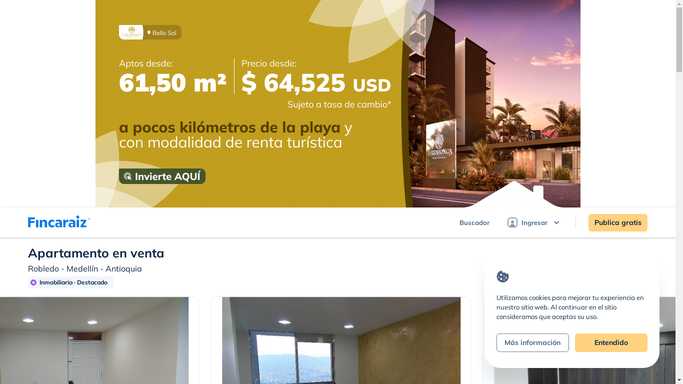 Bello Sol
Aptos desde:
61,50 m²
Precio desde:
$ 64,525 USD
Sujeto a tasa de cambio*
a pocos kilómetros de la playa y
con modalidad de renta turística
Invierte AQUÍ
Fincaraiz
Buscador
Ingresar
Publica gratis
Apartamento en venta
Robledo - Medellín - Antioquia
Inmobiliaria · Destacado
Utilizamos cookies para mejorar tu experiencia en
nuestro sitio web. Al continuar en el sitio
consideramos que aceptas su uso.
Más información
Entendido